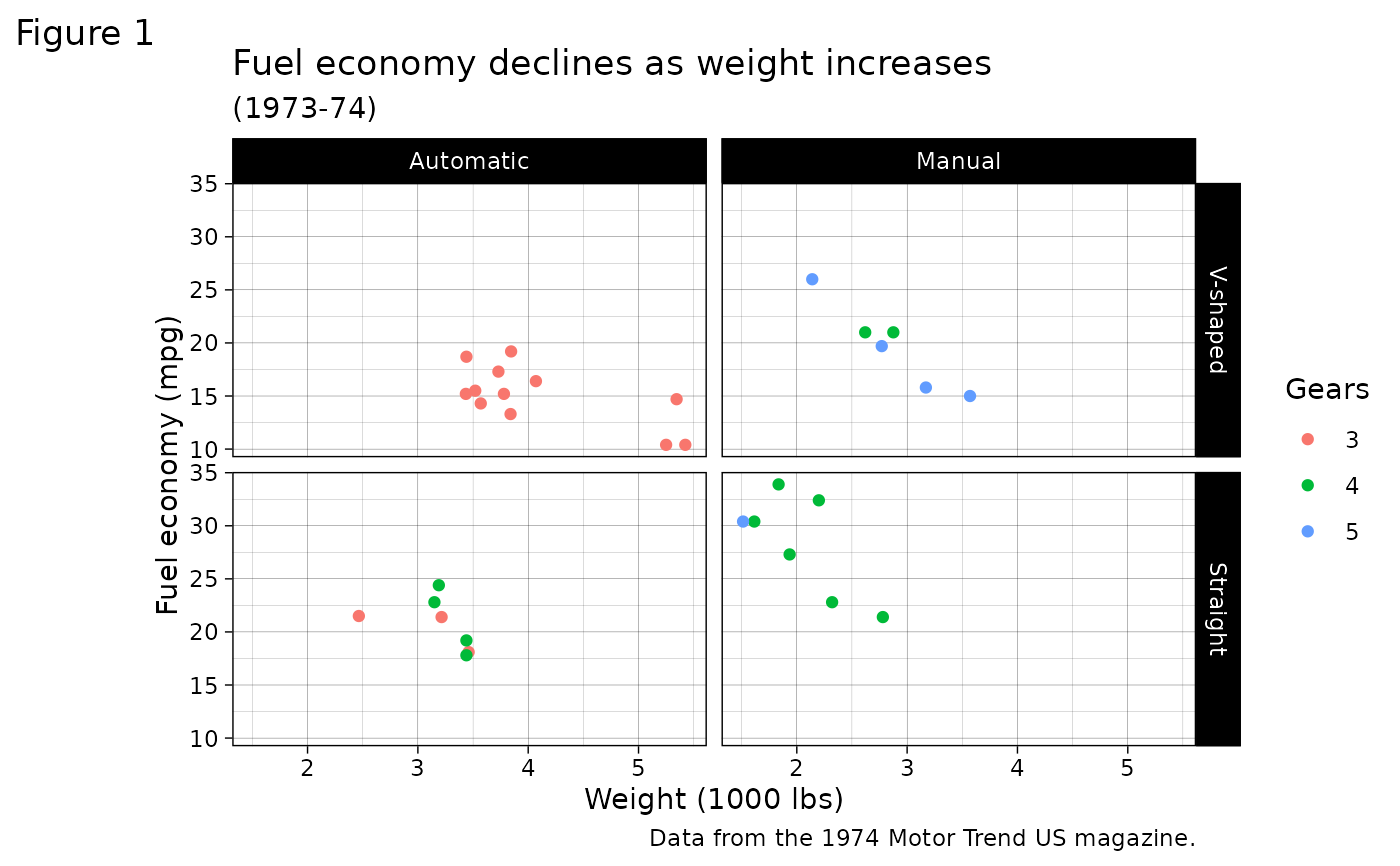 Figure 1
Fuel economy declines as weight increases
(1973-74)
Automatic
Manual
35
30
25
20
15
10
V-shaped
Fuel economy (mpg)
35
30
25
20
15
10
Straight
2
3
4
5
2
3
4
5
Weight (1000 lbs)
Gears
3
4
5
Data from the 1974 Motor Trend US magazine.